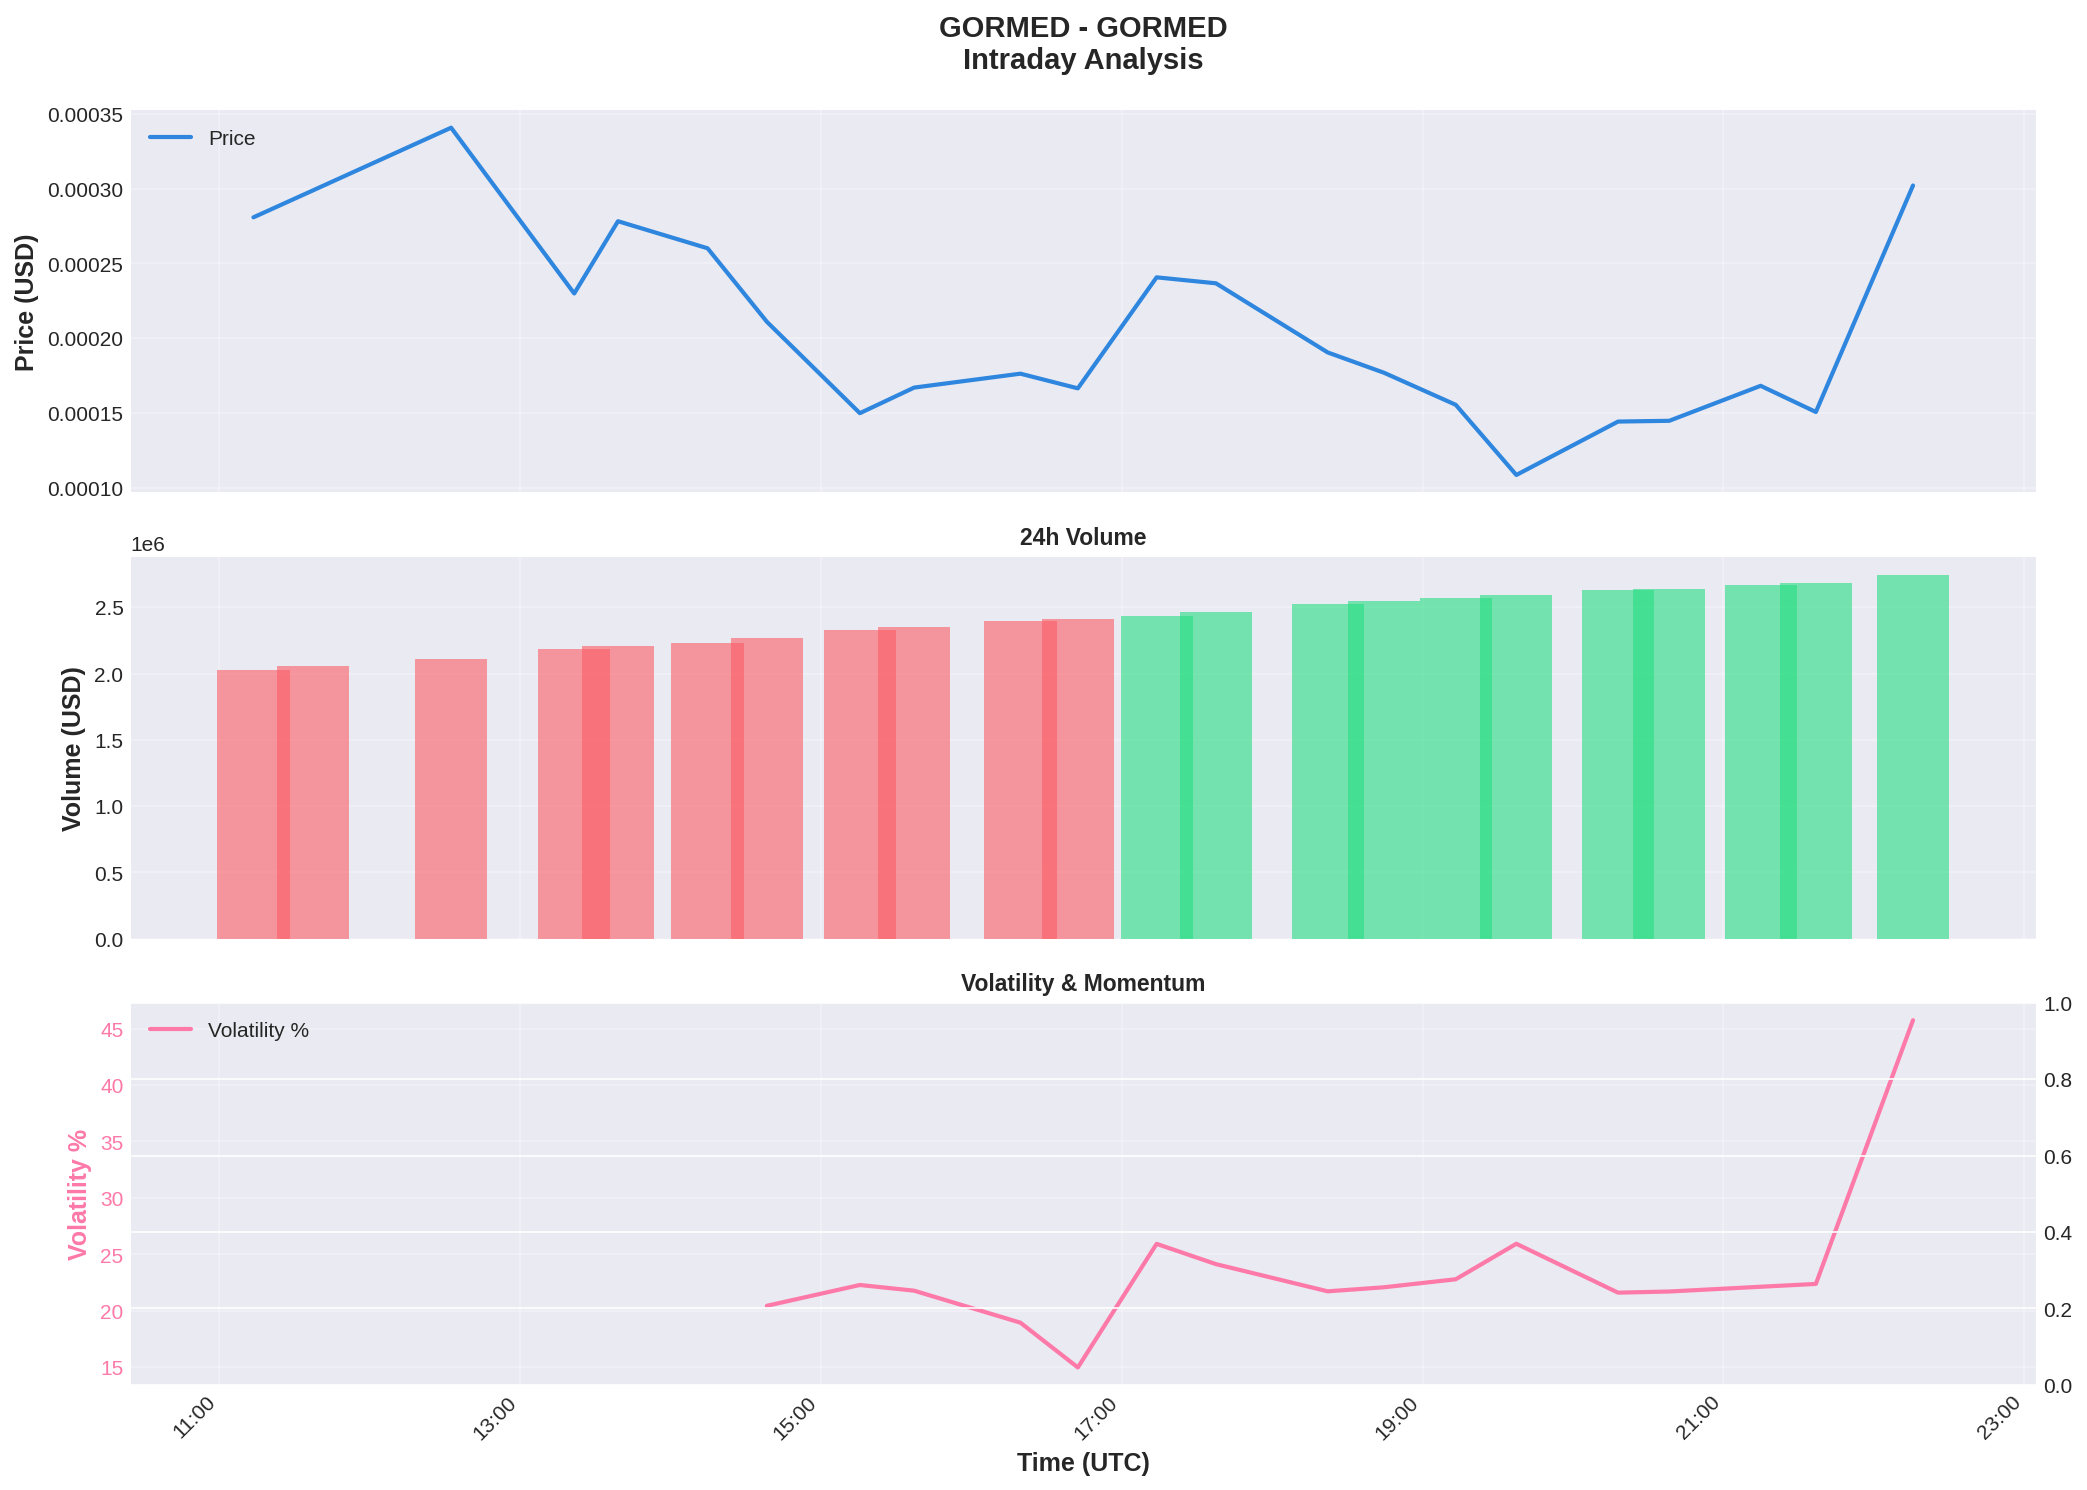 GORMED - GORMED
Intraday Analysis
0.00035
0.00030
0.00025
0.00020
0.00015
0.00010
Price (USD)
Price
24h Volume
1e6
2.5
2.0
1.5
1.0
0.5
0.0
Volume (USD)
Volatility & Momentum
45
40
35
30
25
20
15
Volatility %
Volatility %
1.0
0.8
0.6
0.4
0.2
0.0
11:00
13:00
15:00
17:00
19:00
21:00
23:00
Time (UTC)